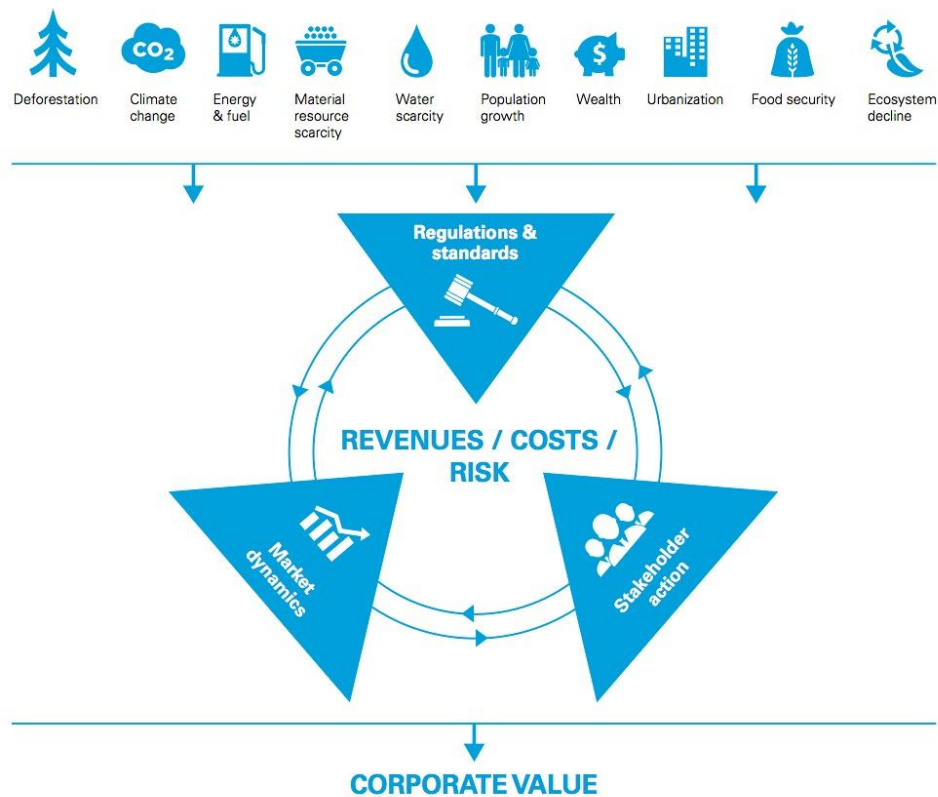 CO2
$
Deforestation
Climate
change
Energy
& fuel
Material
resource
scarcity
Water
scarcity
Population
growth
Wealth
Urbanization
Food security
Ecosystem
decline
Regulations &
standards
REVENUES / COSTS /
RISK
Market
dynamics
Stakeholder
action
CORPORATE VALUE